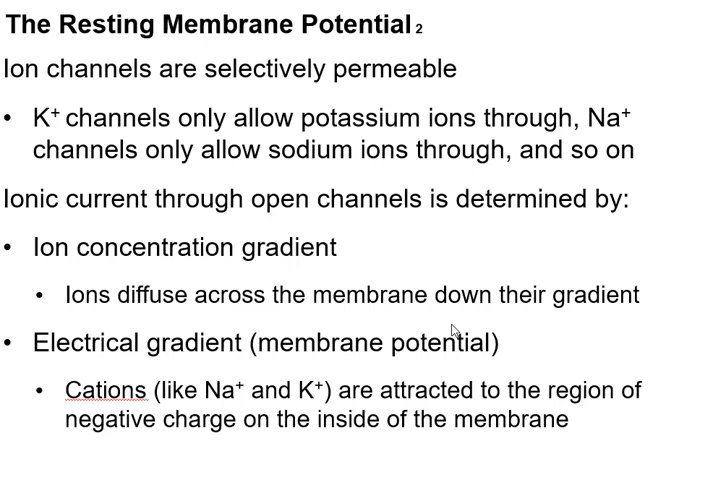 The Resting Membrane Potential 2
Ion channels are selectively permeable
• K⁺ channels only allow potassium ions through, Na⁺
channels only allow sodium ions through, and so on
Ionic current through open channels is determined by:
• Ion concentration gradient
• Ions diffuse across the membrane down their gradient
• Electrical gradient (membrane potential)
• Cations (like Na⁺ and K⁺) are attracted to the region of
negative charge on the inside of the membrane